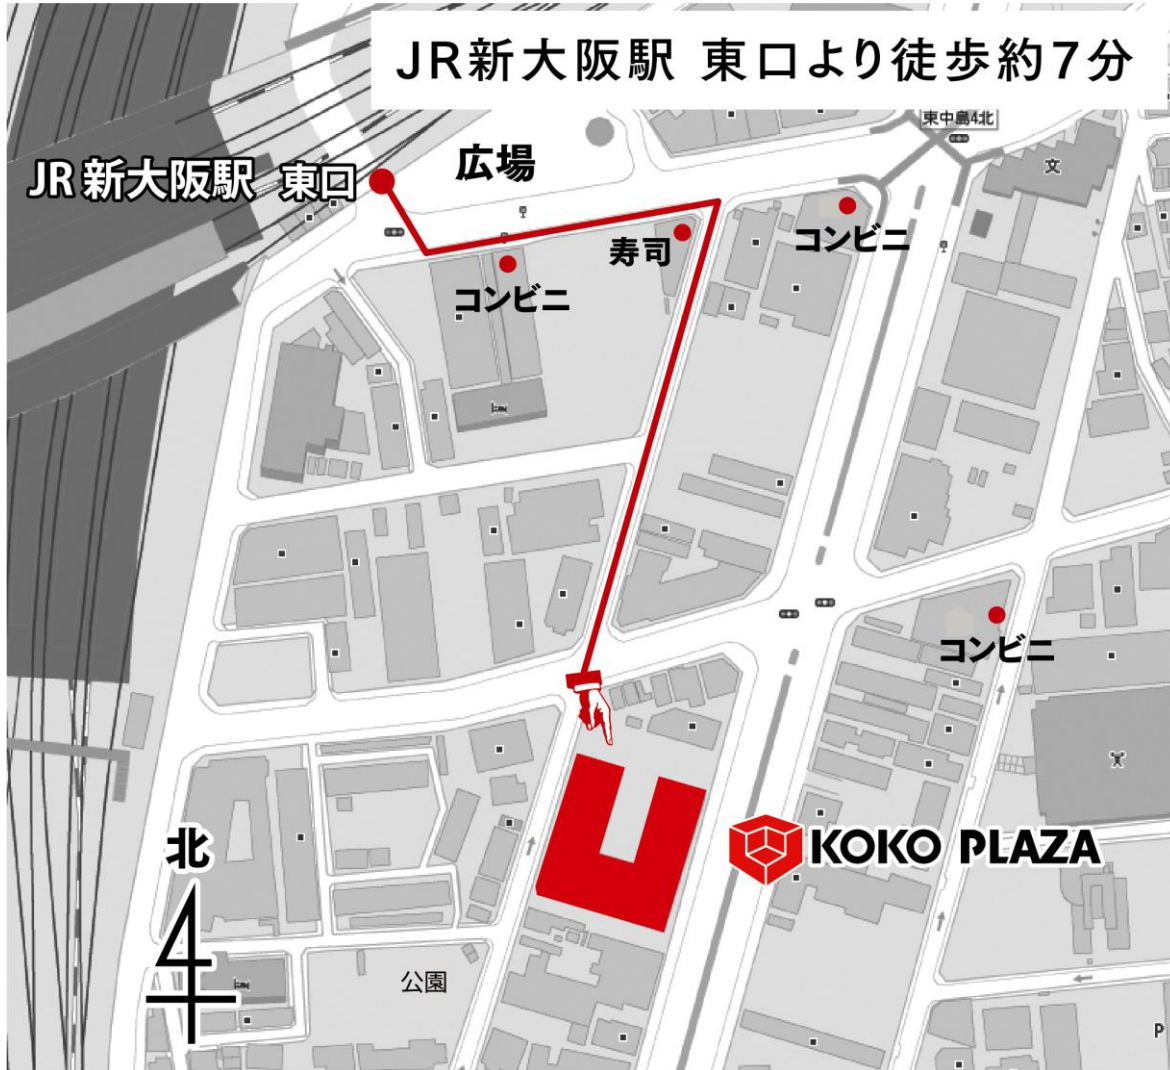 JR新大阪駅 東口より徒歩約7分
東中島4北
JR 新大阪駅 東口
広場
文
寿司
コンビニ
コンビニ
コンビニ
KOKO PLAZA
北
公園
P